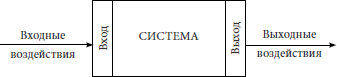 Входные
воздействия
Вход
СИСТЕМА
Выход
Выходные
воздействия